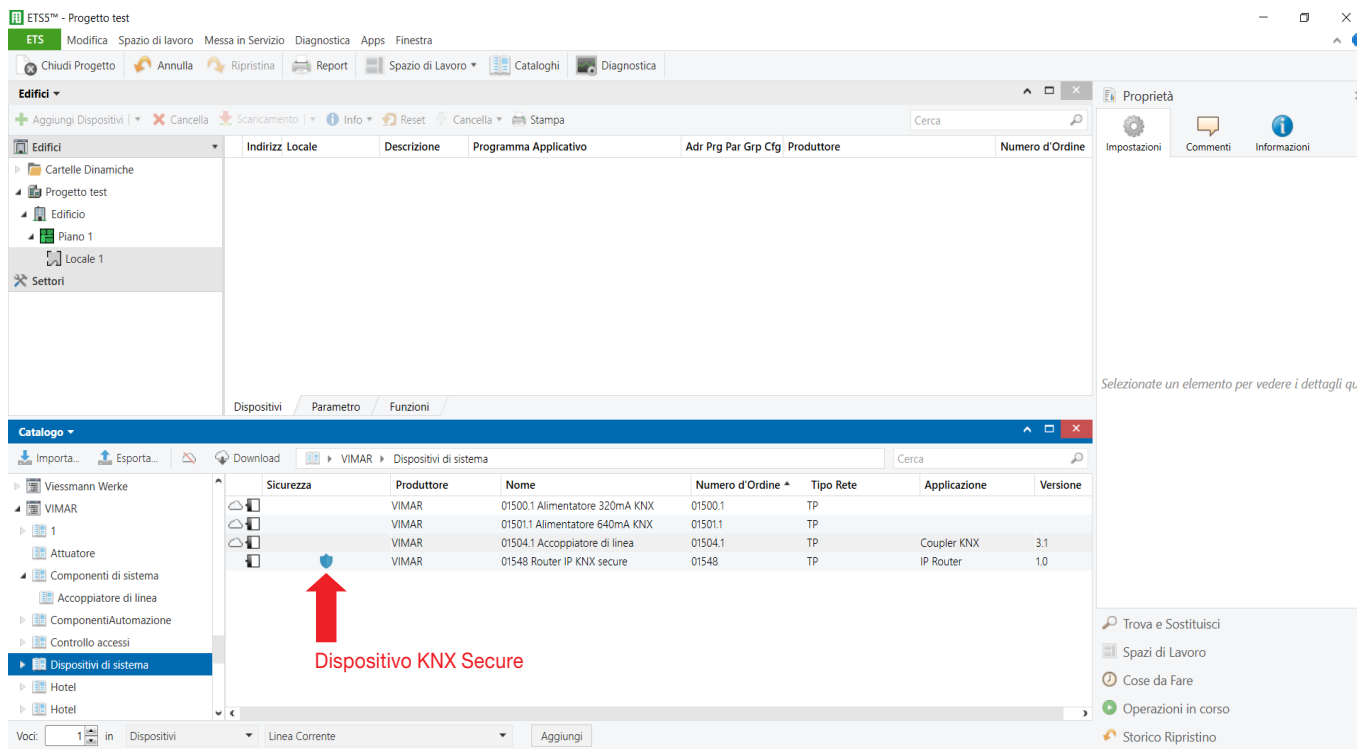 ETS5™ - Progetto test
ETS Modifica Spazio di lavoro Messa in Servizio Diagnostica Apps Finestra
Chiudi Progetto Annulla Ripristina Report Spazio di Lavoro Cataloghi Diagnostica
Edifici
Aggiungi Dispositivi Cancella Scaricamento Info Reset Cancella Stampa Cerca
Edifici
Cartelle Dinamiche
Progetto test
Edificio
Piano 1
Locale 1
Settori
Indirizz Locale Descrizione Programma Applicativo Adr Prg Par Grp Cfg Produttore Numero d'Ordine
Dispositivi Parametro Funzioni
Proprietà
Impostazioni Commenti Informazioni
Selezionate un elemento per vedere i dettagli qu
Catalogo
Importa... Esporta... Download VIMAR Dispositivi di sistema Cerca
Viessmann Werke
VIMAR
1
Attuatore
Componenti di sistema
Accoppiatore di linea
ComponentiAutomazione
Controllo accessi
Dispositivi di sistema
Hotel
Hotel
Sicurezza Produttore Nome Numero d'Ordine Tipo Rete Applicazione Versione
VIMAR 01500.1 Alimentatore 320mA KNX 01500.1 TP
VIMAR 01501.1 Alimentatore 640mA KNX 01501.1 TP
VIMAR 01504.1 Accoppiatore di linea 01504.1 TP Coupler KNX 3.1
VIMAR 01548 Router IP KNX secure 01548 TP IP Router 1.0
Dispositivo KNX Secure
Trova e Sostituisci
Spazi di Lavoro
Cose da Fare
Operazioni in corso
Storico Ripristino
Voci: 1 in Dispositivi Linea Corrente Aggiungi